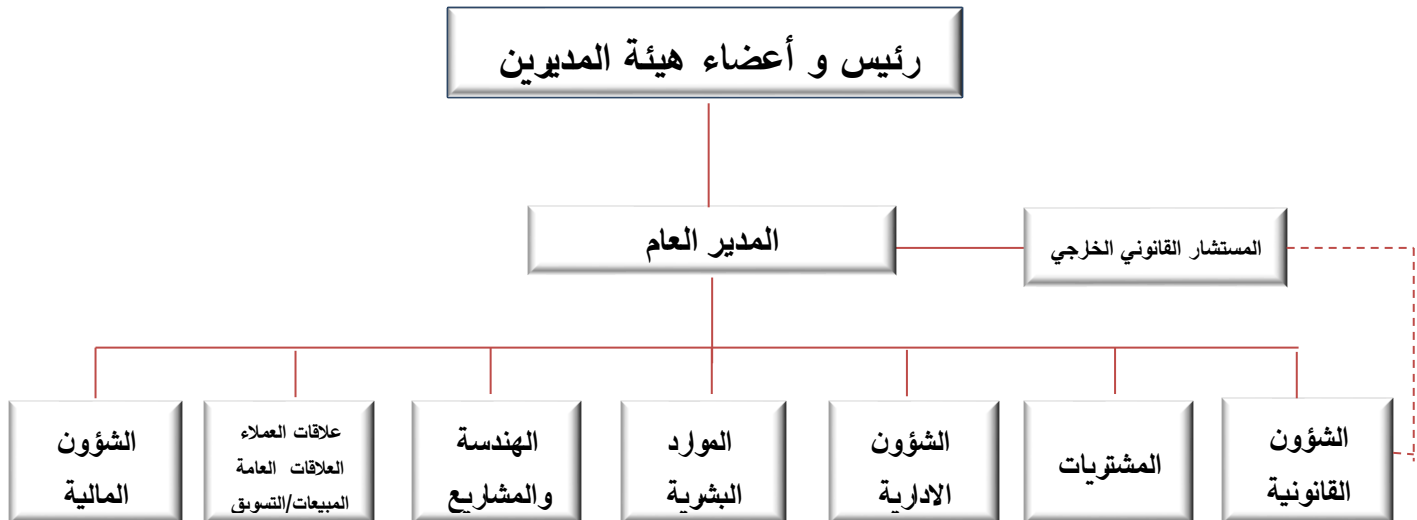 رئيس و أعضاء هيئة المديرين
المدير العام
المستشار القانوني الخارجي
الشؤون
القانونية
المشتريات
الشؤون
الادارية
الموارد
البشرية
الهندسة
والمشاريع
علاقات العملاء
العلاقات العامة
المبيعات/التسويق
الشؤون
المالية